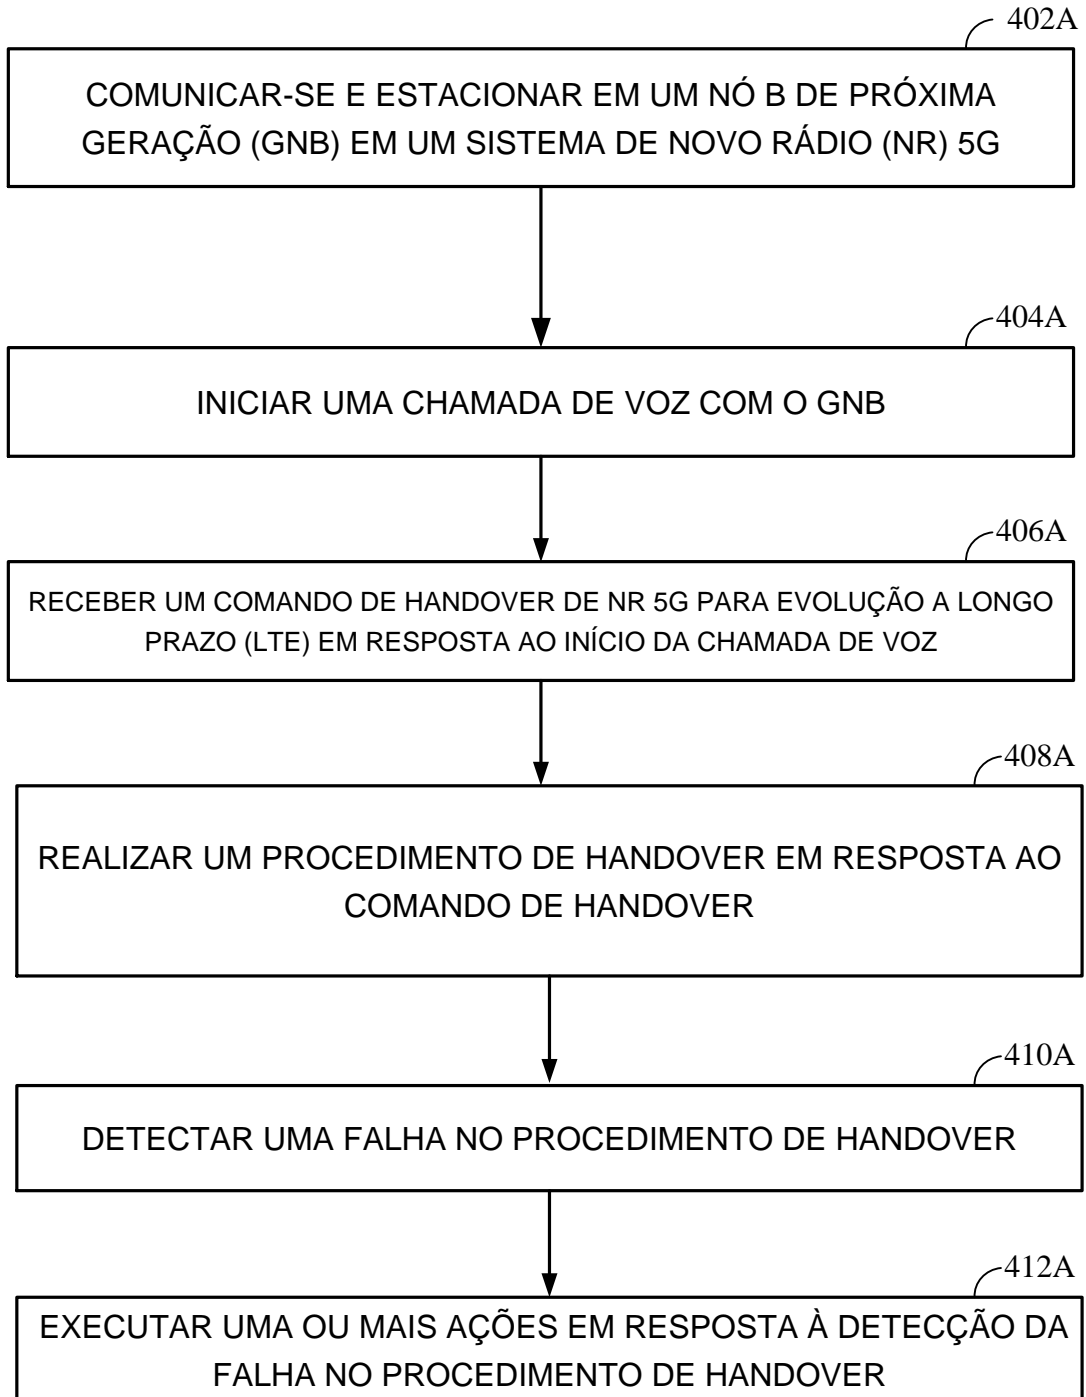 402A
COMUNICAR-SE E ESTACIONAR EM UM NÓ B DE PRÓXIMA
GERAÇÃO (GNB) EM UM SISTEMA DE NOVO RÁDIO (NR) 5G
404A
INICIAR UMA CHAMADA DE VOZ COM O GNB
406A
RECEBER UM COMANDO DE HANDOVER DE NR 5G PARA EVOLUÇÃO A LONGO
PRAZO (LTE) EM RESPOSTA AO INÍCIO DA CHAMADA DE VOZ
408A
REALIZAR UM PROCEDIMENTO DE HANDOVER EM RESPOSTA AO
COMANDO DE HANDOVER
410A
DETECTAR UMA FALHA NO PROCEDIMENTO DE HANDOVER
412A
EXECUTAR UMA OU MAIS AÇÕES EM RESPOSTA À DETECÇÃO DA
FALHA NO PROCEDIMENTO DE HANDOVER